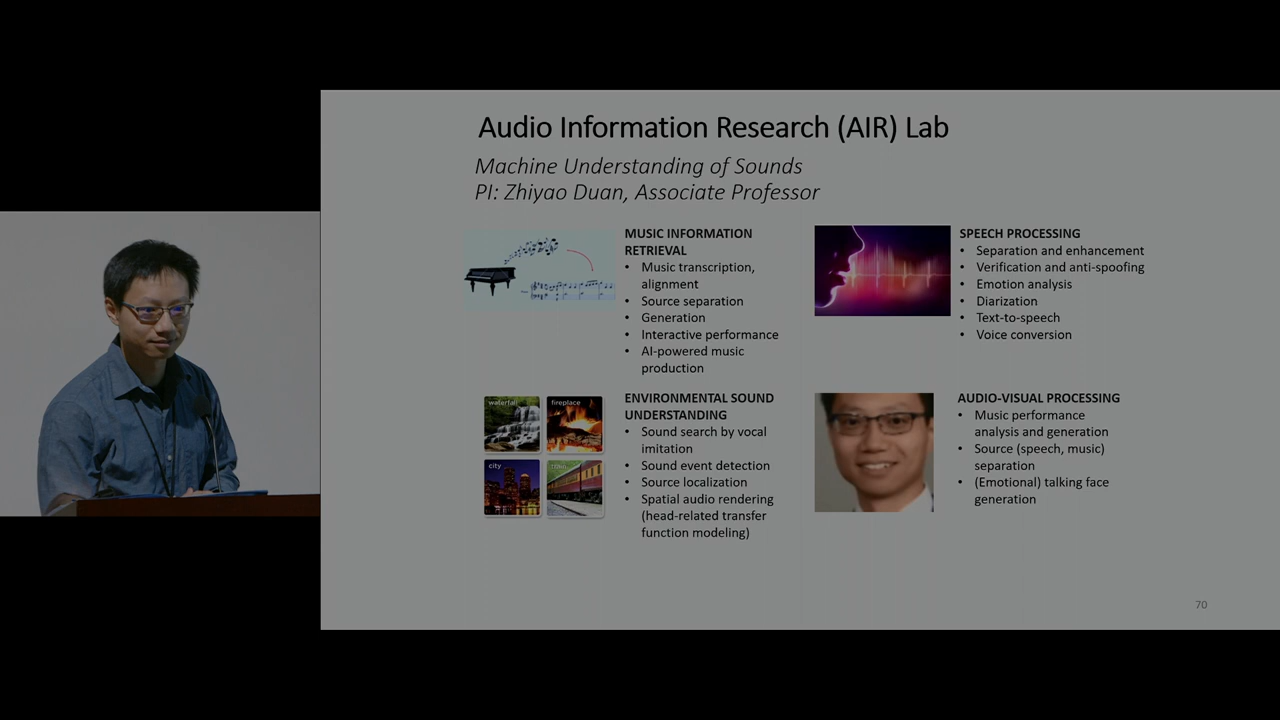 Audio Information Research (AIR) Lab
Machine Understanding of Sounds
PI: Zhiyao Duan, Associate Professor
MUSIC INFORMATION
RETRIEVAL
• Music transcription,
alignment
• Source separation
• Generation
• Interactive performance
• AI-powered music
production
SPEECH PROCESSING
• Separation and enhancement
• Verification and anti-spoofing
• Emotion analysis
• Diarization
• Text-to-speech
• Voice conversion
waterfall
fireplace
city
train
ENVIRONMENTAL SOUND
UNDERSTANDING
• Sound search by vocal
imitation
• Sound event detection
• Source localization
• Spatial audio rendering
(head-related transfer
function modeling)
AUDIO-VISUAL PROCESSING
• Music performance
analysis and generation
• Source (speech, music)
separation
• (Emotional) talking face
generation
70